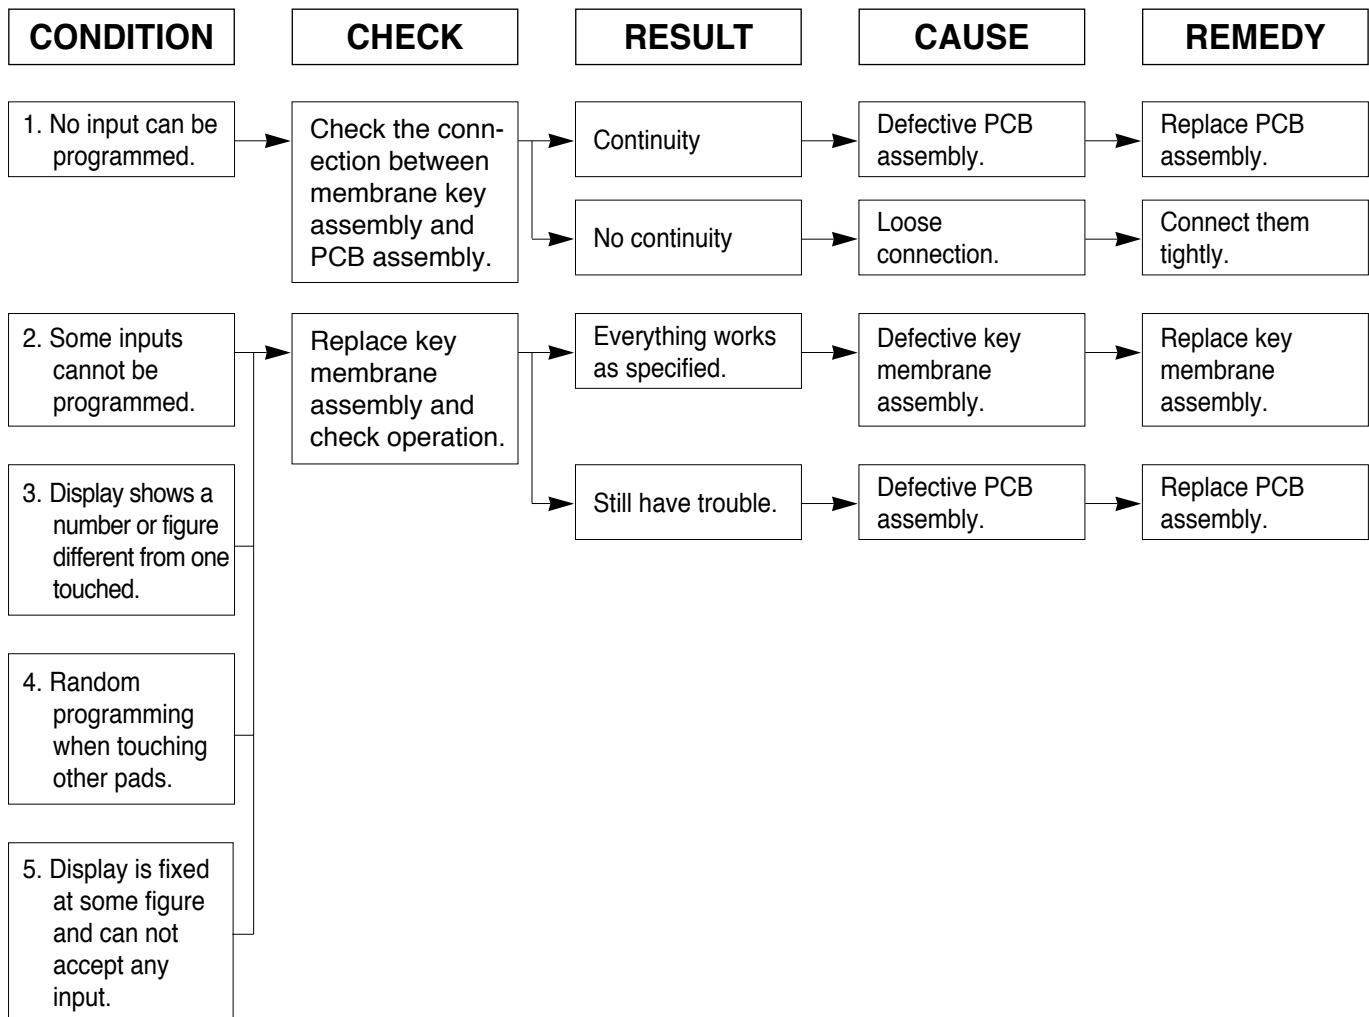 CONDITION
CHECK
RESULT
CAUSE
REMEDY
1. No input can be
programmed.
Check the conn-
ection between
membrane key
assembly and
PCB assembly.
Continuity
Defective PCB
assembly.
Replace PCB
assembly.
No continuity
Loose
connection.
Connect them
tightly.
2. Some inputs
cannot be
programmed.
Replace key
membrane
assembly and
check operation.
Everything works
as specified.
Defective key
membrane
assembly.
Replace key
membrane
assembly.
Still have trouble.
Defective PCB
assembly.
Replace PCB
assembly.
3. Display shows a
number or figure
different from one
touched.
4. Random
programming
when touching
other pads.
5. Display is fixed
at some figure
and can not
accept any
input.